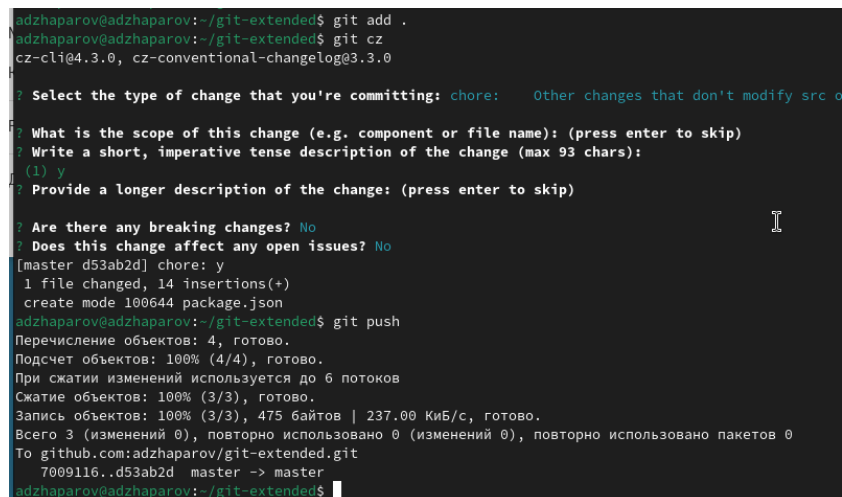 adzhaparov@adzhaparov:~/git-extended$ git add .
adzhaparov@adzhaparov:~/git-extended$ git cz
cz-cli@4.3.0, cz-conventional-changelog@3.3.0
? Select the type of change that you're committing: chore:    Other changes that don't modify src o
? What is the scope of this change (e.g. component or file name): (press enter to skip)
? Write a short, imperative tense description of the change (max 93 chars):
(1) y
? Provide a longer description of the change: (press enter to skip)
? Are there any breaking changes? No
? Does this change affect any open issues? No
[master d53ab2d] chore: y
1 file changed, 14 insertions(+)
create mode 100644 package.json
adzhaparov@adzhaparov:~/git-extended$ git push
Перечисление объектов: 4, готово.
Подсчет объектов: 100% (4/4), готово.
При сжатии изменений используется до 6 потоков
Сжатие объектов: 100% (3/3), готово.
Запись объектов: 100% (3/3), 475 байтов | 237.00 КиБ/с, готово.
Всего 3 (изменений 0), повторно использовано 0 (изменений 0), повторно использовано пакетов 0
To github.com:adzhaparov/git-extended.git
7009116..d53ab2d  master -> master
adzhaparov@adzhaparov:~/git-extended$